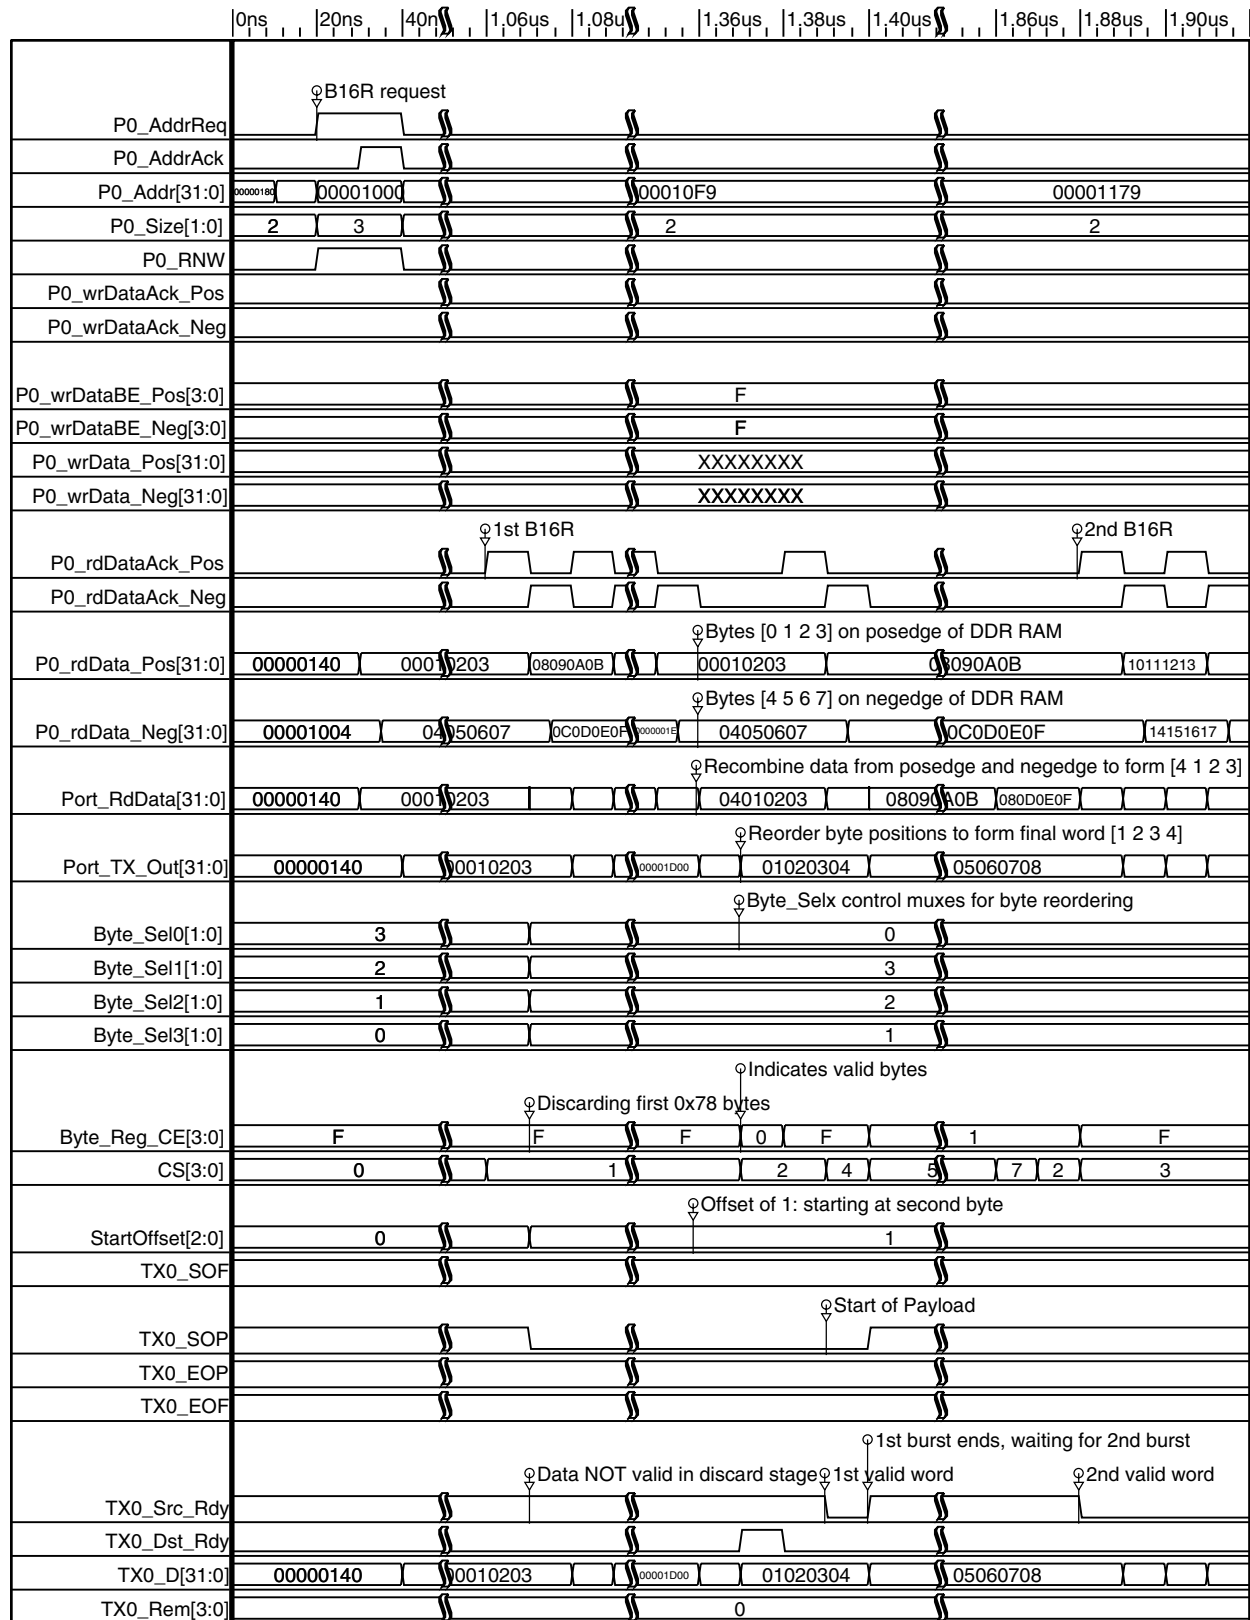 0ns 20ns 40n 1.06us 1.08u 1.36us 1.38us 1.40us 1.86us 1.88us 1.90us
B16R request
P0_AddrReq
P0_AddrAck
P0_Addr[31:0] 00000180 00001000 00010F9 00001179
P0_Size[1:0] 2 3 2 2
P0_RNW
P0_wrDataAck_Pos
P0_wrDataAck_Neg
P0_wrDataBE_Pos[3:0] F
P0_wrDataBE_Neg[3:0] F
P0_wrData_Pos[31:0] XXXXXXXX
P0_wrData_Neg[31:0] XXXXXXXX
1st B16R 2nd B16R
P0_rdDataAck_Pos
P0_rdDataAck_Neg
Bytes [0 1 2 3] on posedge of DDR RAM
P0_rdData_Pos[31:0] 00000140 00010203 08090A0B 00010203 08090A0B 10111213
Bytes [4 5 6 7] on negedge of DDR RAM
P0_rdData_Neg[31:0] 00001004 04050607 0C0D0E0F 0000001E 04050607 0C0D0E0F 14151617
Recombine data from posedge and negedge to form [4 1 2 3]
Port_RdData[31:0] 00000140 00010203 04010203 08090A0B 080D0E0F
Reorder byte positions to form final word [1 2 3 4]
Port_TX_Out[31:0] 00000140 00010203 00001D00 01020304 05060708
Byte_Selx control muxes for byte reordering
Byte_Sel0[1:0] 3 0
Byte_Sel1[1:0] 2 3
Byte_Sel2[1:0] 1 2
Byte_Sel3[1:0] 0 1
Indicates valid bytes
Discarding first 0x78 bytes
Byte_Reg_CE[3:0] F F F 0 F 1 F
CS[3:0] 0 1 2 4 5 7 2 3
Offset of 1: starting at second byte
StartOffset[2:0] 0 1
TX0_SOF
Start of Payload
TX0_SOP
TX0_EOP
TX0_EOF
1st burst ends, waiting for 2nd burst
Data NOT valid in discard stage 1st valid word 2nd valid word
TX0_Src_Rdy
TX0_Dst_Rdy
TX0_D[31:0] 00000140 00010203 00001D00 01020304 05060708
TX0_Rem[3:0] 0